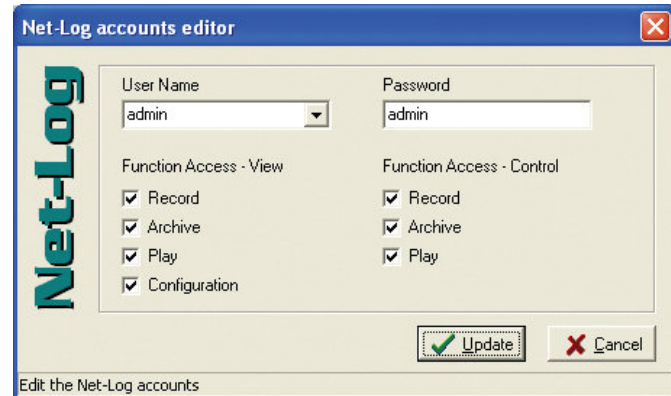 Net-Log accounts editor
Net-Log
User Name
Password
admin
admin
Function Access - View
Function Access - Control
Record
Record
Archive
Archive
Play
Play
Configuration
Update
Cancel
Edit the Net-Log accounts